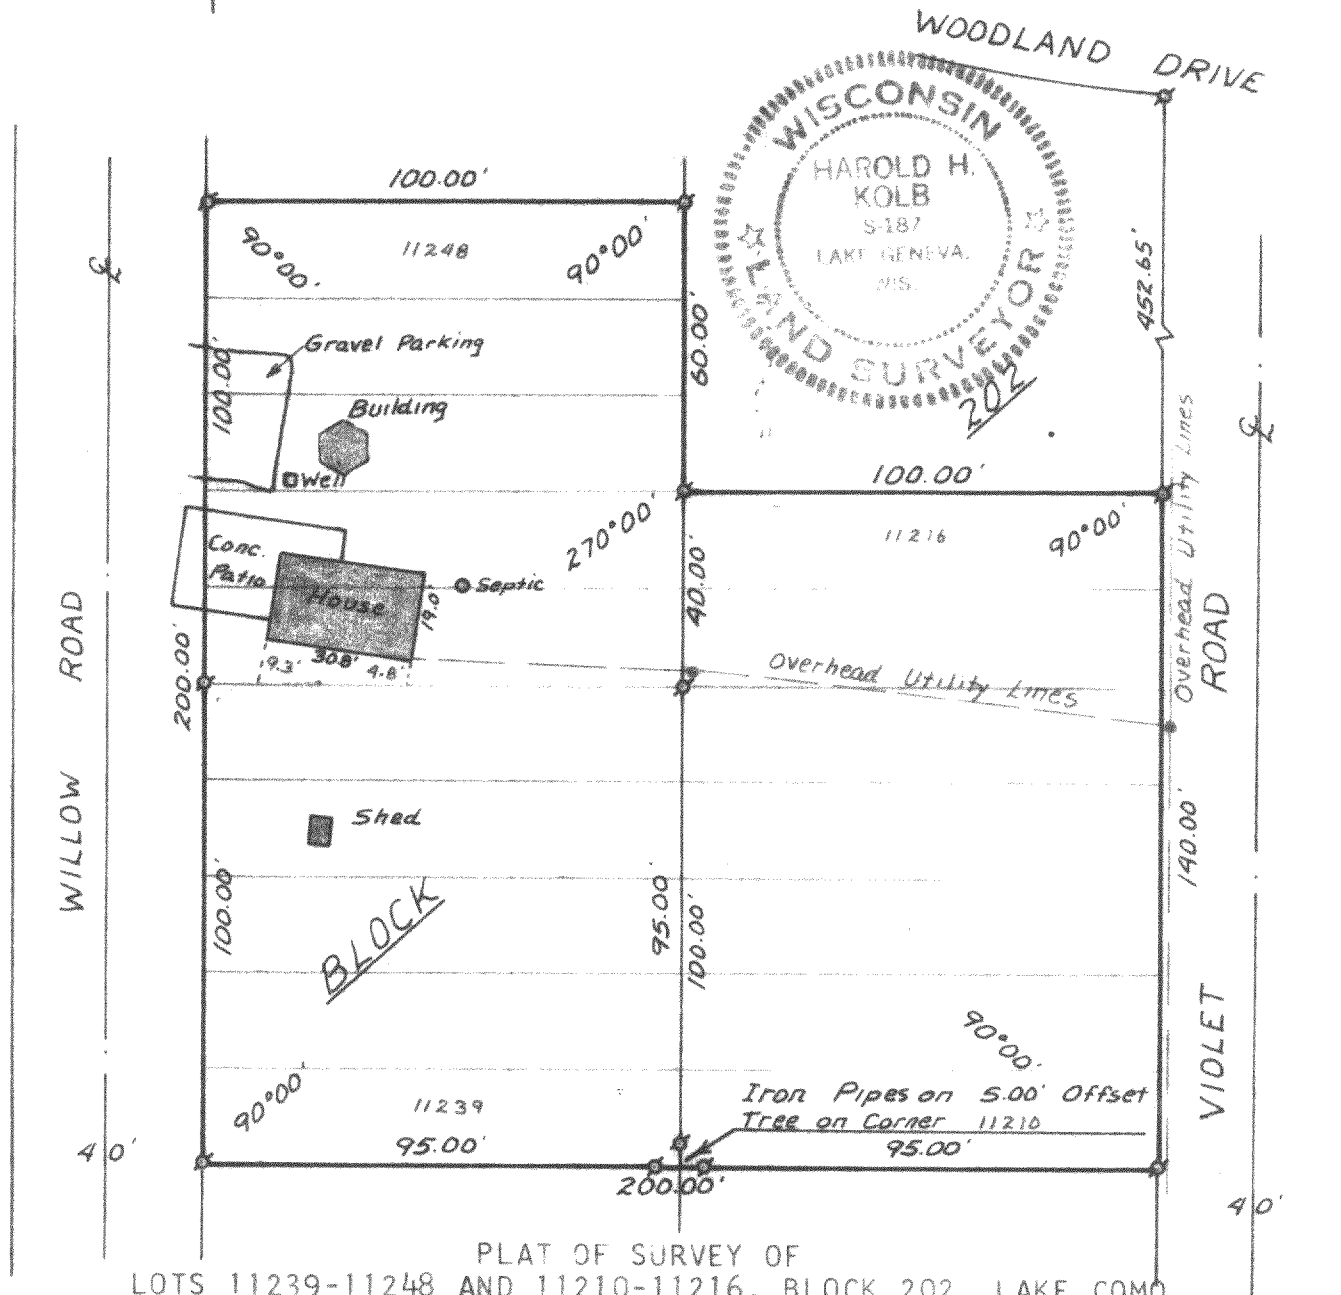 WOODLAND DRIVE
WISCONSIN
HAROLD H.
KOLB
S-187
LAKE GENEVA,
WIS.
LAND SURVEYOR
100.00'
90°00'
11248
90°00'
452.65'
60.00'
100.00'
Gravel Parking
Building
Well
202
℄
℄
100.00'
270°00'
11216
90°00'
Overhead Utility Lines
Conc.
Patio
House
Septic
19.0
40.00'
9.3'
30.8'
4.8'
Overhead Utility Lines
200.00'
WILLOW ROAD
VIOLET ROAD
140.00'
Shed
100.00'
BLOCK
95.00
100.00'
90°00'
90°00'
11239
95.00'
Iron Pipes on 5.00' Offset
Tree on Corner 11210
95.00'
200.00'
40'
40'
PLAT OF SURVEY OF
LOTS 11239-11248 AND 11210-11216, BLOCK 202, LAKE COMO